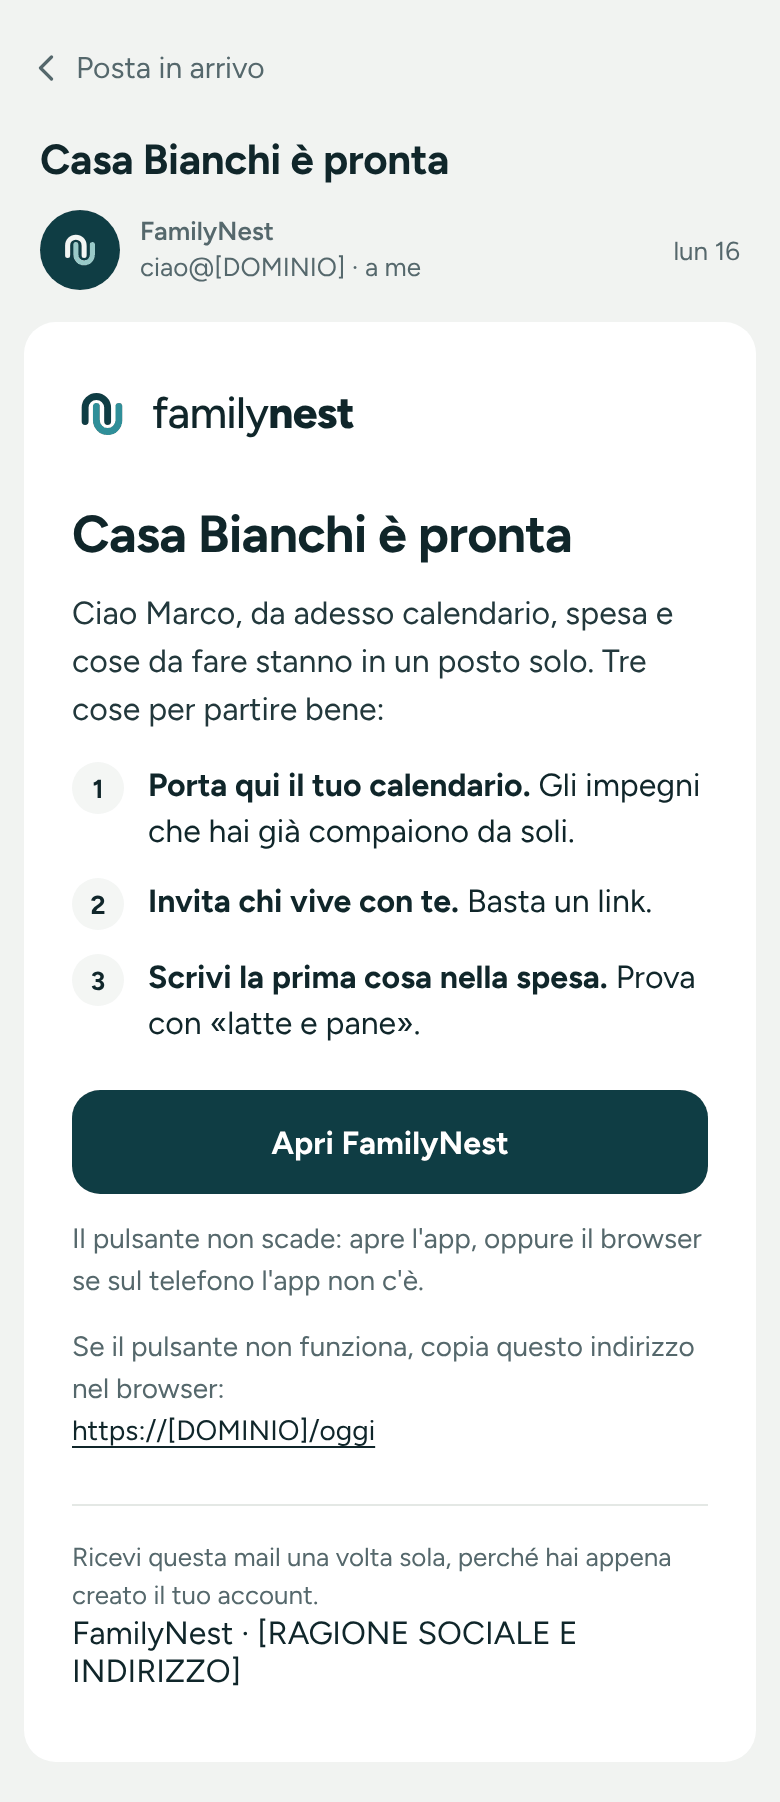 Posta in arrivo
Casa Bianchi è pronta
FamilyNest
ciao@[DOMINIO] · a me
lun 16
familynest
Casa Bianchi è pronta
Ciao Marco, da adesso calendario, spesa e
cose da fare stanno in un posto solo. Tre
cose per partire bene:
1 Porta qui il tuo calendario. Gli impegni
che hai già compaiono da soli.
2 Invita chi vive con te. Basta un link.
3 Scrivi la prima cosa nella spesa. Prova
con «latte e pane».
Apri FamilyNest
Il pulsante non scade: apre l'app, oppure il browser
se sul telefono l'app non c'è.
Se il pulsante non funziona, copia questo indirizzo
nel browser:
https://[DOMINIO]/oggi
Ricevi questa mail una volta sola, perché hai appena
creato il tuo account.
FamilyNest · [RAGIONE SOCIALE E
INDIRIZZO]